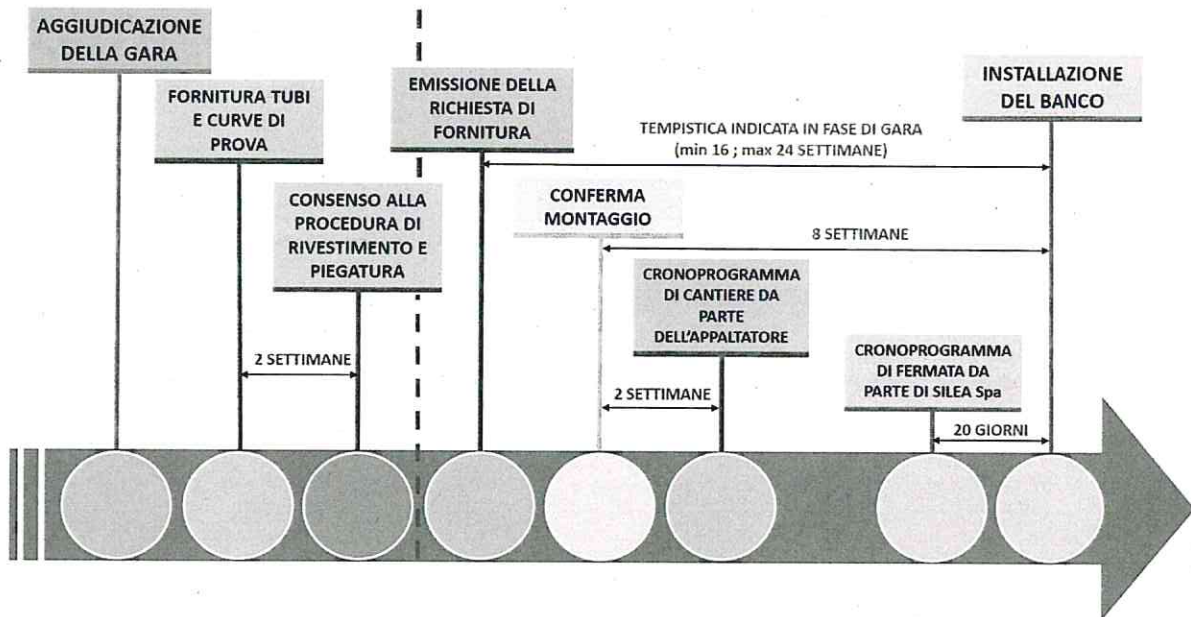 AGGIUDICAZIONE
DELLA GARA
FORNITURA TUBI
E CURVE DI
PROVA
CONSENSO ALLA
PROCEDURA DI
RIVESTIMENTO E
PIEGATURA
2 SETTIMANE
EMISSIONE DELLA
RICHIESTA DI
FORNITURA
TEMPISTICA INDICATA IN FASE DI GARA
(min 16 ; max 24 SETTIMANE)
INSTALLAZIONE
DEL BANCO
CONFERMA
MONTAGGIO
8 SETTIMANE
CRONOPROGRAMMA
DI CANTIERE DA
PARTE
DELL'APPALTATORE
2 SETTIMANE
CRONOPROGRAMMA
DI FERMATA DA
PARTE DI SILEA Spa
20 GIORNI